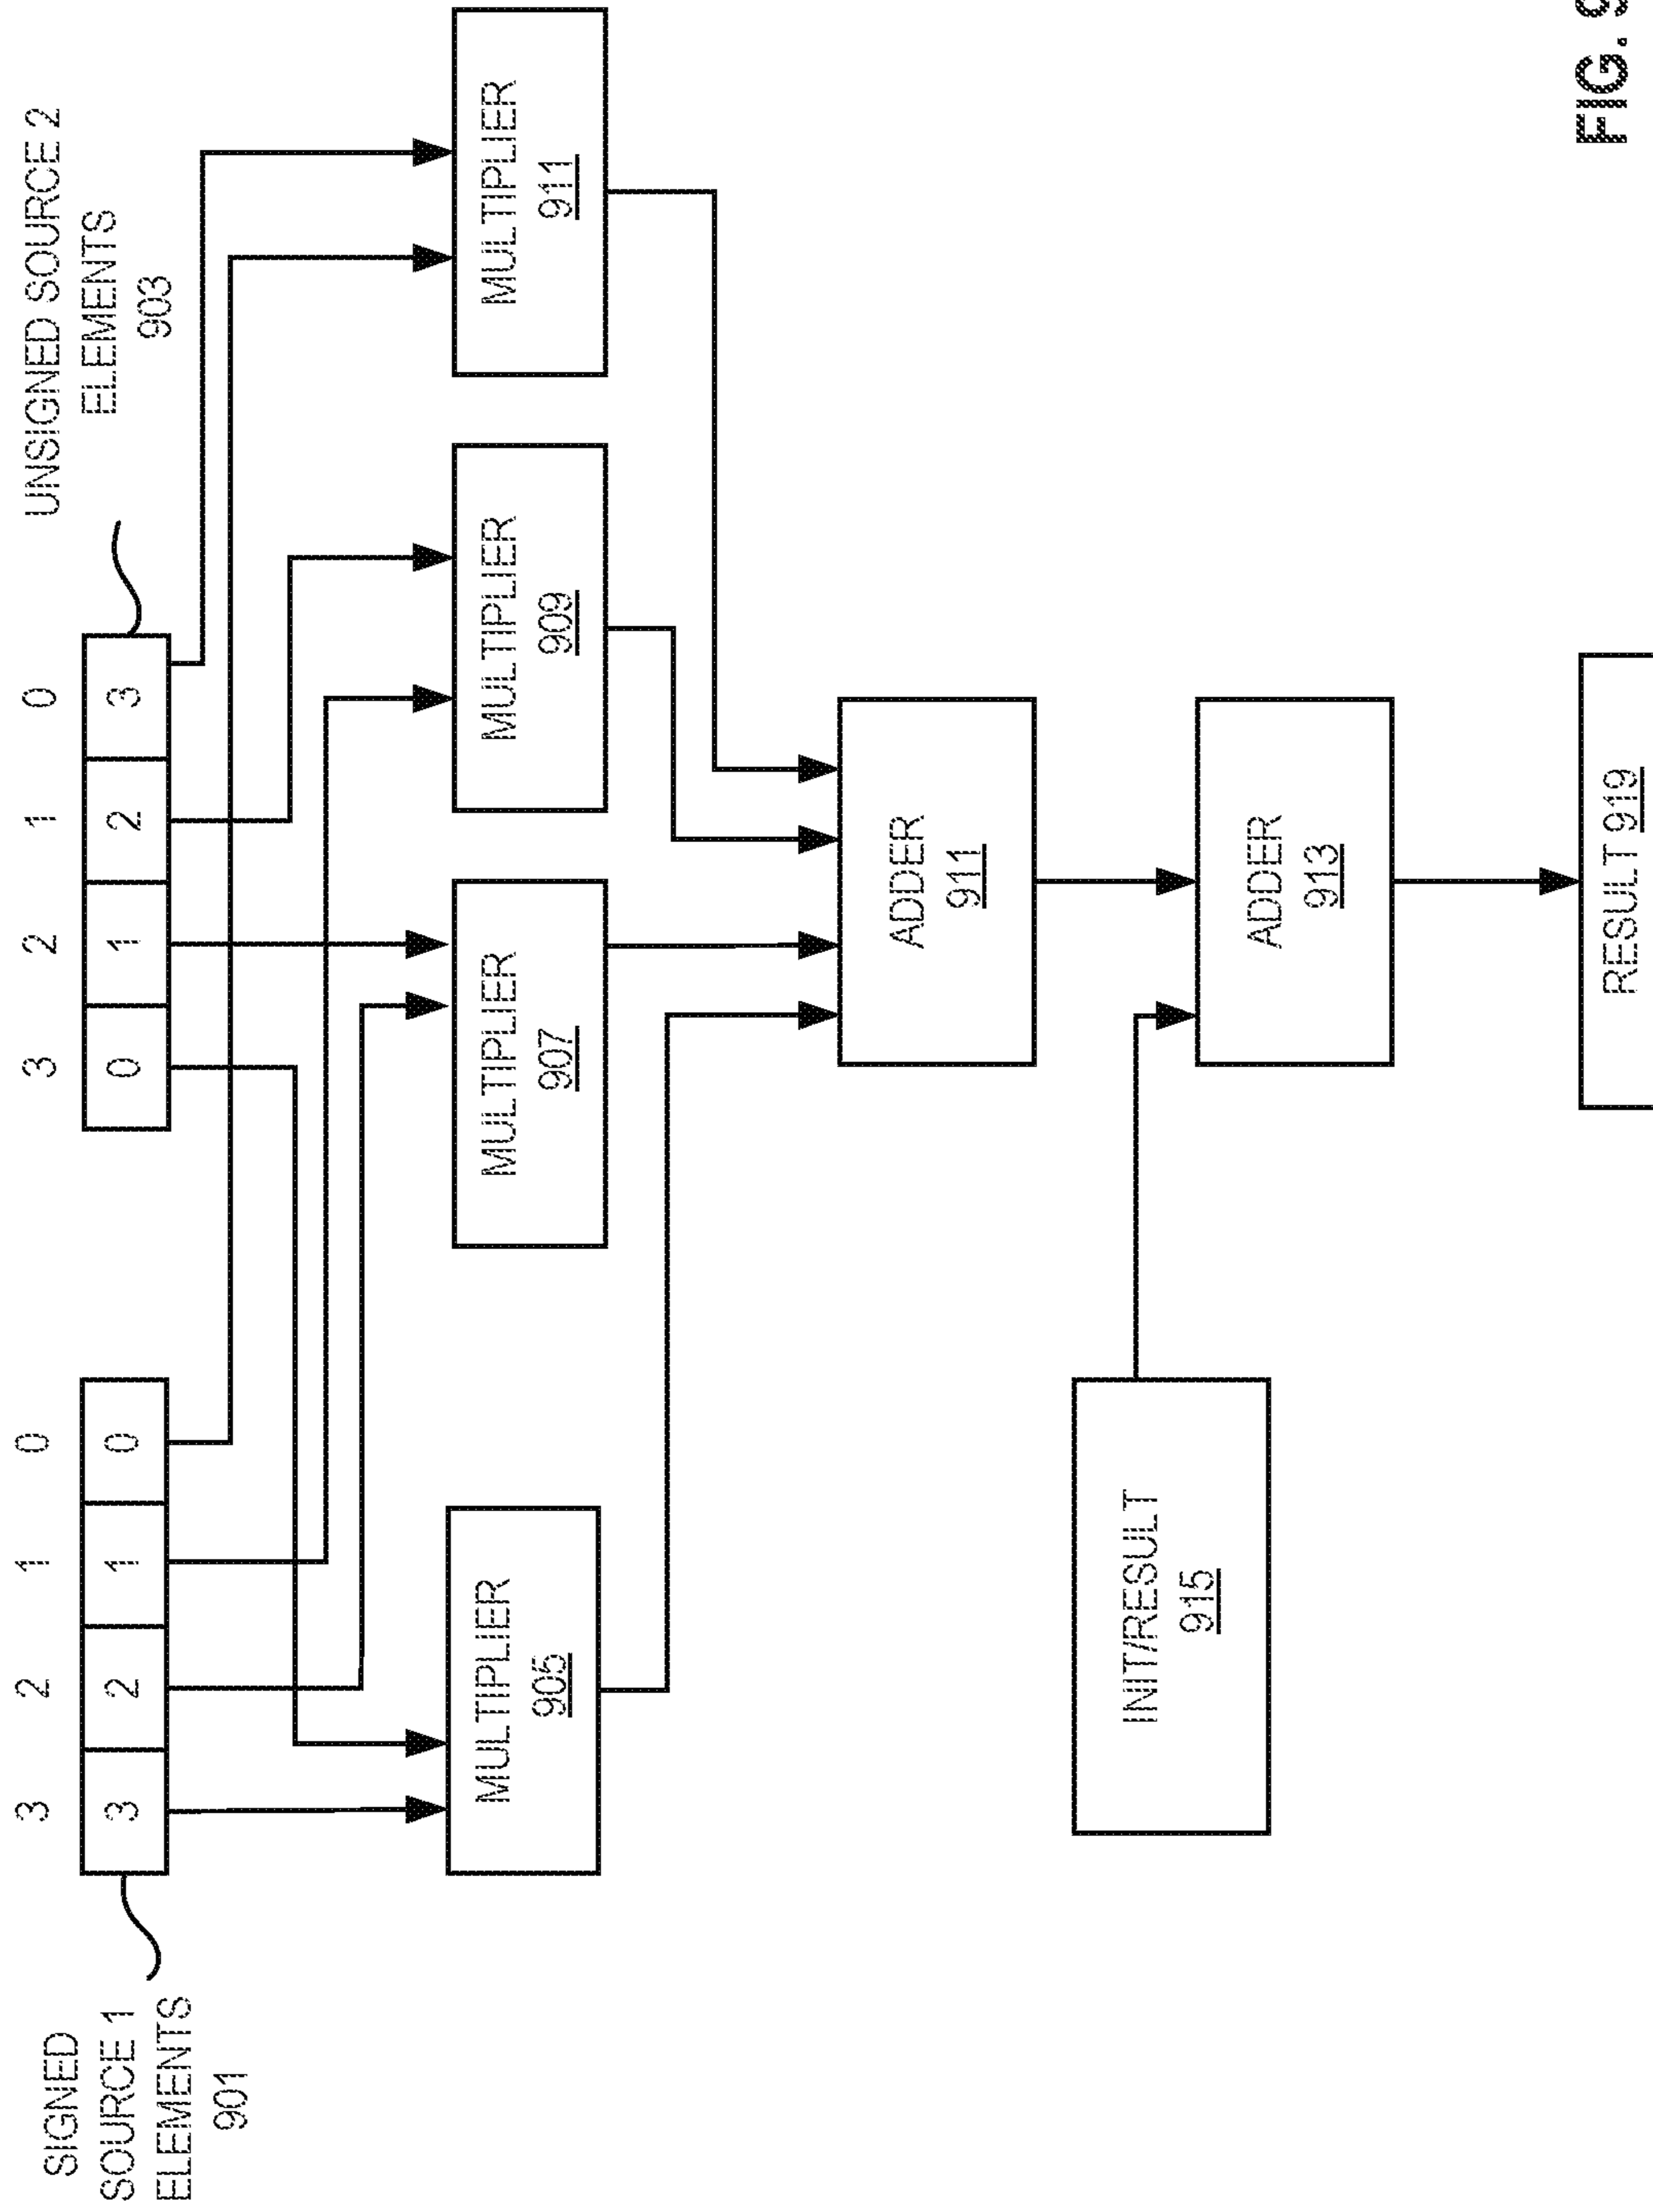 3 2 1 0
3 2 1 0
SIGNED
SOURCE 1
ELEMENTS
901
3 2 1 0
0 1 2 3
UNSIGNED SOURCE 2
ELEMENTS
903
MULTIPLIER
905
MULTIPLIER
907
MULTIPLIER
909
MULTIPLIER
911
ADDER
911
INIT/RESULT
915
ADDER
913
RESULT 919
FIG. 9